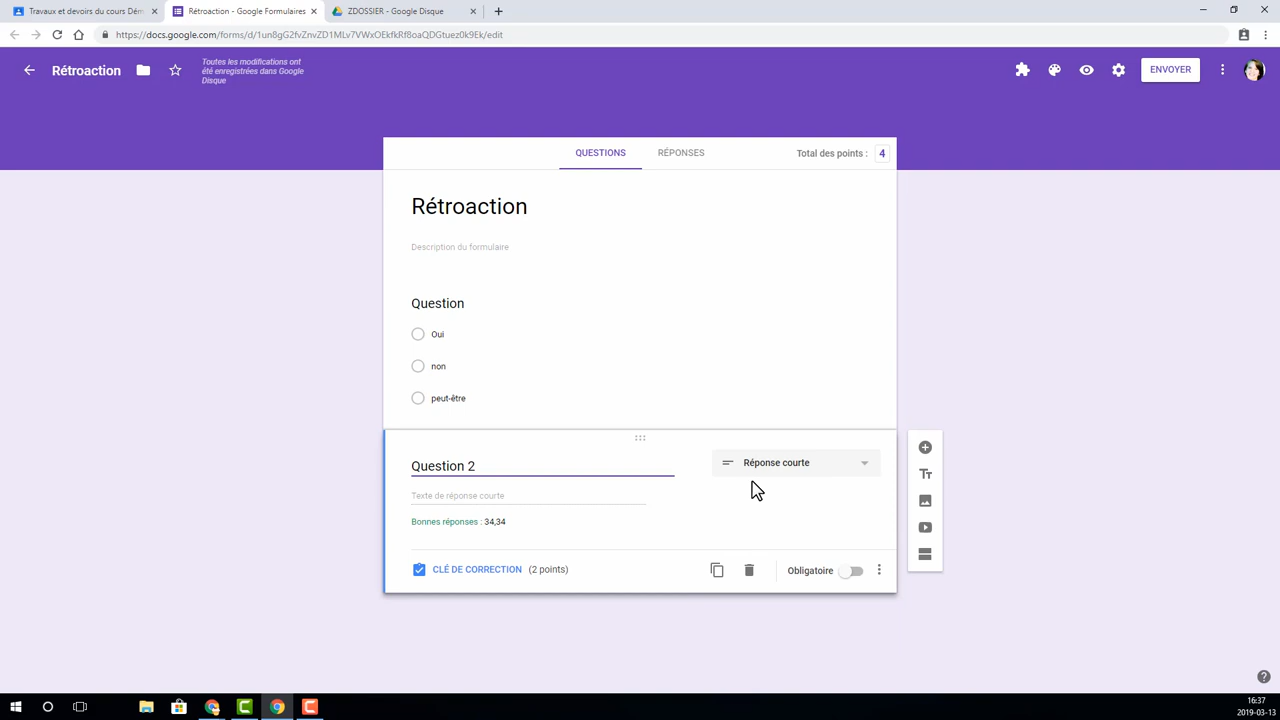 Travaux et devoirs du cours Dém
Rétroaction - Google Formulaires
ZDOSSIER - Google Disque
https://docs.google.com/forms/d/1un8gG2fvZnvZD1MLv7VWxOEkfkRf8oaQDGtuez0k9Ek/edit
Rétroaction
Toutes les modifications ont
été enregistrées dans Google
Disque
ENVOYER
QUESTIONS
RÉPONSES
Total des points :
4
Rétroaction
Description du formulaire
Question
Oui
non
peut-être
Question 2
Réponse courte
Texte de réponse courte
Bonnes réponses : 34,34
CLÉ DE CORRECTION (2 points)
Obligatoire
Tт
16:37
2019-03-13